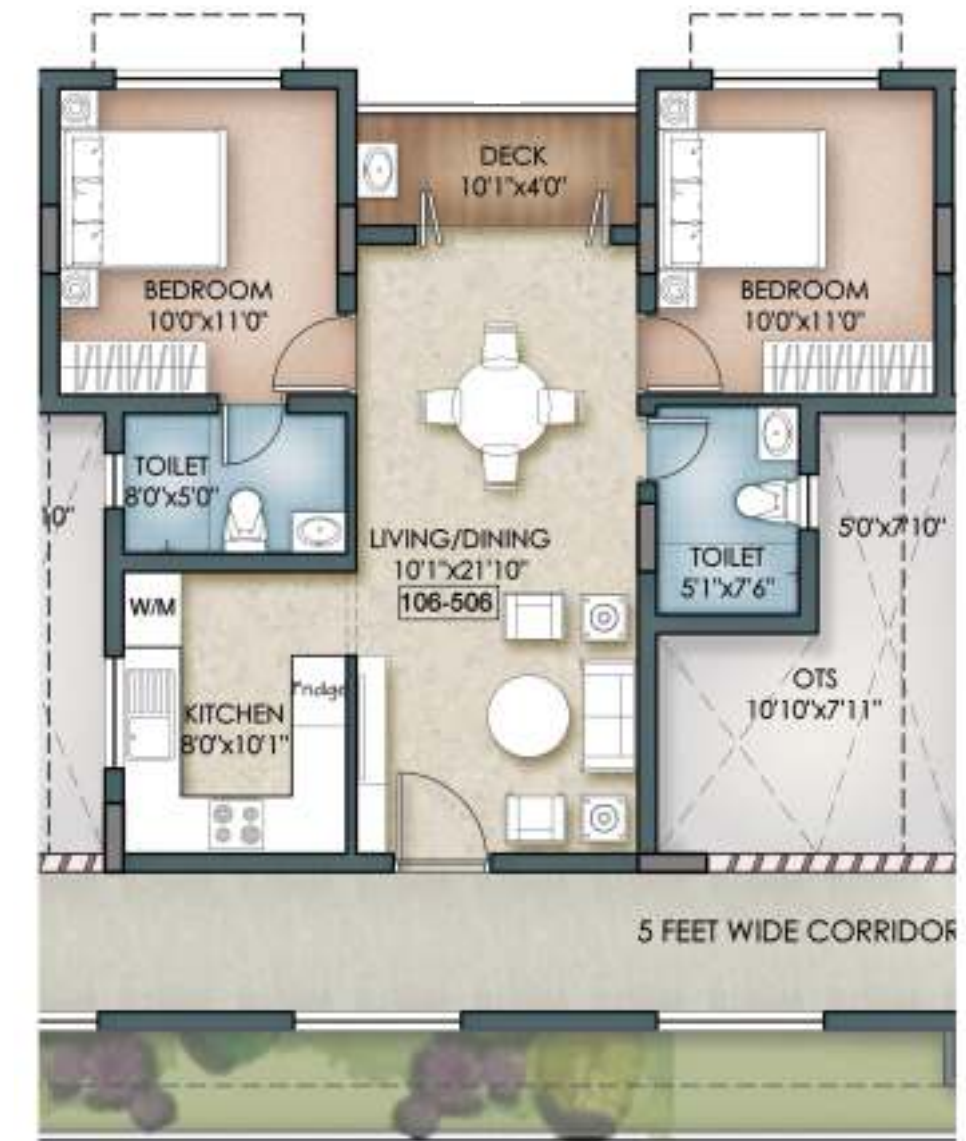 DECK
10'1"x4'0"
BEDROOM
10'0"x11'0"
BEDROOM
10'0"x11'0"
TOILET
8'0"x5'0"
10"
5'0"x7'10"
LIVING/DINING
10'1"x21'10"
106-506
TOILET
5'1"x7'6"
W/M
Fridge
KITCHEN
8'0"x10'1"
OTS
10'10"x7'11"
5 FEET WIDE CORRIDOR